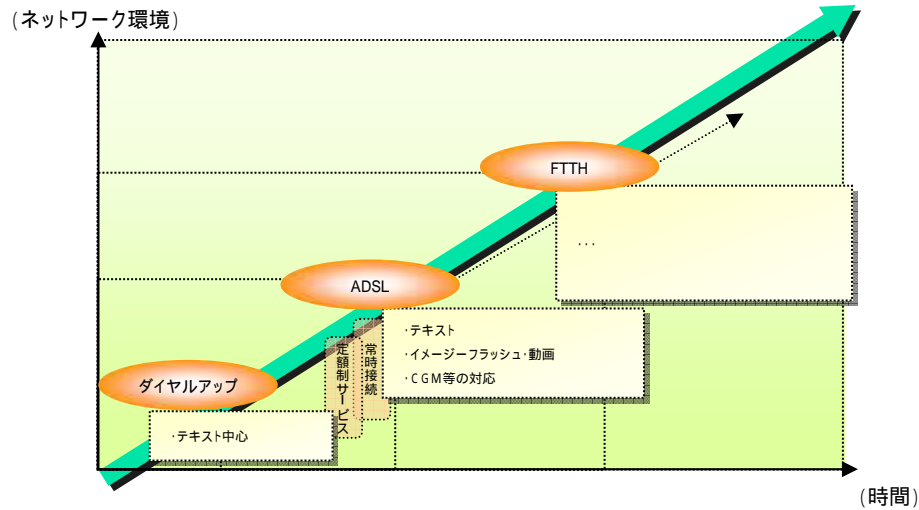 (ネットワーク環境)
FTTH
・・・
ADSL
・テキスト
・イメージーフラッシュ・動画
・CGM等の対応
定額制サービス
常時接続
ダイヤルアップ
・テキスト中心
(時間)